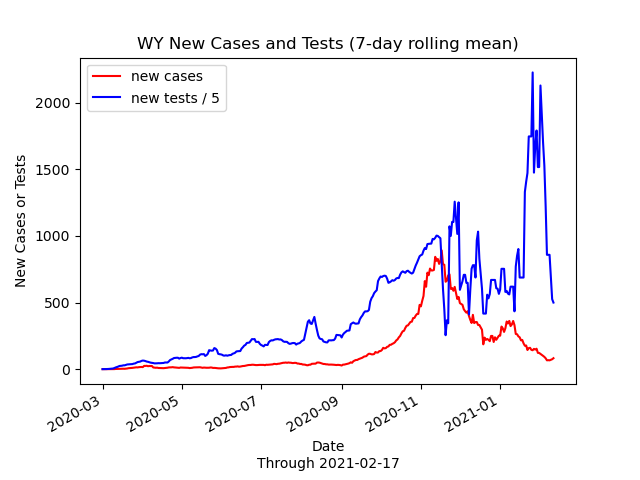 WY New Cases and Tests (7-day rolling mean)
new cases
new tests / 5
New Cases or Tests
2000
1500
1000
500
0
2020-03
2020-05
2020-07
2020-09
2020-11
2021-01
Date
Through 2021-02-17